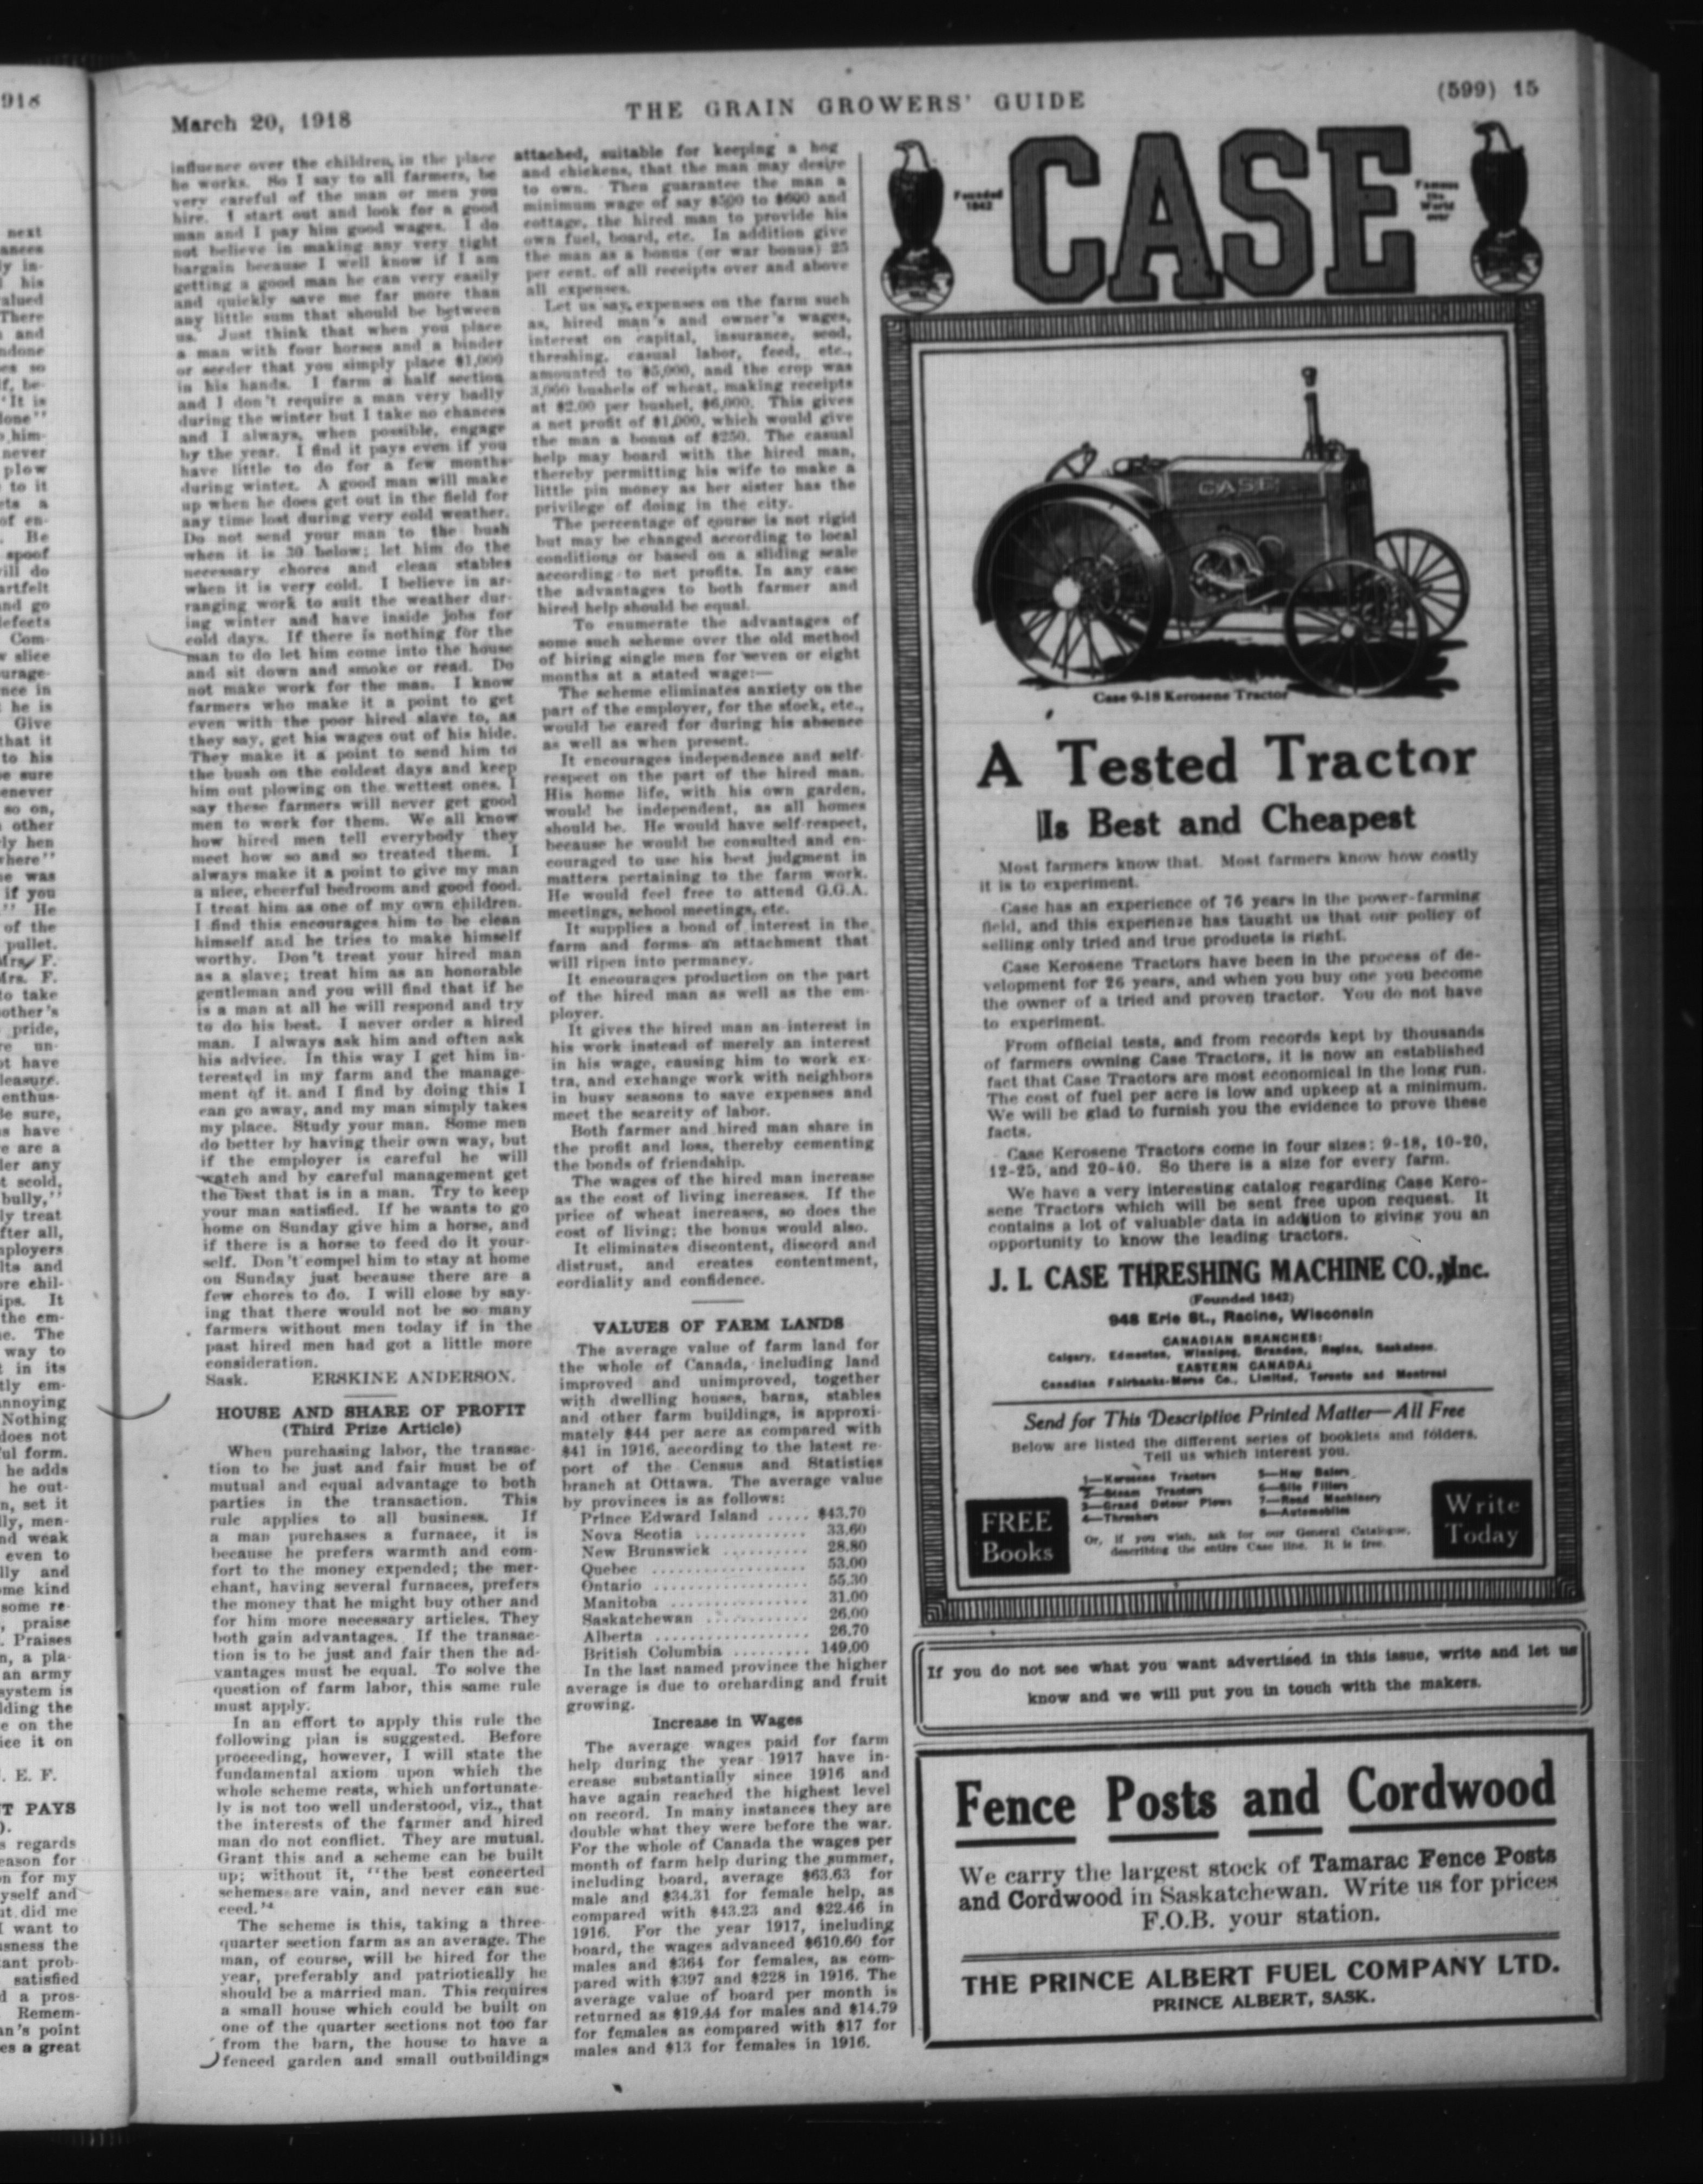 March 20, 1918
THE GRAIN GROWERS' GUIDE
(599) 15
influence over the children, in the place
he works. So I say to all farmers, be
very careful of the man or men you
hire. I start out and look for a good
man and I pay him good wages. I do
not believe in making any very tight
bargain because I well know if I am
getting a good man he can very easily
and quickly save me far more than
any little sum that should be between
us. Just think that when you place
a man with four horses and a binder
or seeder that you simply place $1,000
in his hands. I farm a half section
and I don't require a man very badly
during the winter but I take no chances
and I always, when possible, engage
by the year. I find it pays even if you
have little to do for a few months
during winter. A good man will make
up when he does get out in the field for
any time lost during very cold weather.
Do not send your man to the bush
when it is 30 below; let him do the
necessary chores and clean stables
when it is very cold. I believe in ar-
ranging work to suit the weather dur-
ing winter and have inside jobs for
cold days. If there is nothing for the
man to do let him come into the house
and sit down and smoke or read. Do
not make work for the man. I know
farmers who make it a point to get
even with the poor hired slave to, as
they say, get his wages out of his hide.
They make it a point to send him to
the bush on the coldest days and keep
him out plowing on the wettest ones. I
say these farmers will never get good
men to work for them. We all know
how hired men tell everybody they
meet how so and so treated them. I
always make it a point to give my man
a nice, cheerful bedroom and good food.
I treat him as one of my own children.
I find this encourages him to be clean
himself and he tries to make himself
worthy. Don't treat your hired man
as a slave; treat him as an honorable
gentleman and you will find that if he
is a man at all he will respond and try
to do his best. I never order a hired
man. I always ask him and often ask
his advice. In this way I get him in-
terested in my farm and the manage-
ment of it and I find by doing this I
can go away, and my man simply takes
my place. Study your man. Some men
do better by having their own way, but
if the employer is careful he will
watch and by careful management get
the best that is in a man. Try to keep
your man satisfied. If he wants to go
home on Sunday give him a horse, and
if there is a horse to feed do it your-
self. Don't compel him to stay at home
on Sunday just because there are a
few chores to do. I will close by say-
ing that there would not be so many
farmers without men today if in the
past hired men had got a little more
consideration.
Sask. ERSKINE ANDERSON.
HOUSE AND SHARE OF PROFIT
(Third Prize Article)
When purchasing labor, the transac-
tion to be just and fair must be of
mutual and equal advantage to both
parties in the transaction. This
rule applies to all business. If
a man purchases a furnace, it is
because he prefers warmth and com-
fort to the money expended; the mer-
chant, having several furnaces, prefers
the money that he might buy other and
for him more necessary articles. They
both gain advantages. If the transac-
tion is to be just and fair then the ad-
vantages must be equal. To solve the
question of farm labor, this same rule
must apply.
In an effort to apply this rule the
following plan is suggested. Before
proceeding, however, I will state the
fundamental axiom upon which the
whole scheme rests, which unfortunate-
ly is not too well understood, viz., that
the interests of the farmer and hired
man do not conflict. They are mutual.
Grant this and a scheme can be built
up; without it, "the best concerted
schemes are vain, and never can suc-
ceed."
The scheme is this, taking a three-
quarter section farm as an average. The
man, of course, will be hired for the
year, preferably and patriotically he
should be a married man. This requires
a small house which could be built on
one of the quarter sections not too far
from the barn, the house to have a
fenced garden and small outbuildings
attached, suitable for keeping a hog
and chickens, that the man may desire
to own. Then guarantee the man a
minimum wage of say $500 to $600 and
cottage, the hired man to provide his
own fuel, board, etc. In addition give
the man as a bonus (or war bonus) 25
per cent. of all receipts over and above
all expenses.
Let us say, expenses on the farm such
as, hired man's and owner's wages,
interest on capital, insurance, seed,
threshing, casual labor, feed, etc.,
amounted to $5,000, and the crop was
3,000 bushels of wheat, making receipts
at $2.00 per bushel, $6,000. This gives
a net profit of $1,000, which would give
the man a bonus of $250. The casual
help may board with the hired man,
thereby permitting his wife to make a
little pin money as her sister has the
privilege of doing in the city.
The percentage of course is not rigid
but may be changed according to local
conditions or based on a sliding scale
according to net profits. In any case
the advantages to both farmer and
hired help should be equal.
To enumerate the advantages of
some such scheme over the old method
of hiring single men for seven or eight
months at a stated wage:—
The scheme eliminates anxiety on the
part of the employer, for the stock, etc.,
would be cared for during his absence
as well as when present.
It encourages independence and self-
respect on the part of the hired man.
His home life, with his own garden,
would be independent, as all homes
should be. He would have self-respect,
because he would be consulted and en-
couraged to use his best judgment in
matters pertaining to the farm work.
He would feel free to attend G.G.A.
meetings, school meetings, etc.
It supplies a bond of interest in the
farm and forms an attachment that
will ripen into permaney.
It encourages production on the part
of the hired man as well as the em-
ployer.
It gives the hired man an interest in
his work instead of merely an interest
in his wage, causing him to work ex-
tra, and exchange work with neighbors
in busy seasons to save expenses and
meet the scarcity of labor.
Both farmer and hired man share in
the profit and loss, thereby cementing
the bonds of friendship.
The wages of the hired man increase
as the cost of living increases. If the
price of wheat increases, so does the
cost of living; the bonus would also.
It eliminates discontent, discord and
distrust, and creates contentment,
cordiality and confidence.
VALUES OF FARM LANDS
The average value of farm land for
the whole of Canada, including land
improved and unimproved, together
with dwelling houses, barns, stables
and other farm buildings, is approxi-
mately $44 per acre as compared with
$41 in 1916, according to the latest re-
port of the Census and Statistics
branch at Ottawa. The average value
by provinces is as follows:
Prince Edward Island ..... $43.70
Nova Scotia ............ 33.60
New Brunswick .......... 28.80
Quebec .................. 53.00
Ontario .................. 55.30
Manitoba ................ 31.00
Saskatchewan ............ 26.00
Alberta .................. 26.70
British Columbia ......... 149.00
In the last named province the higher
average is due to orcharding and fruit
growing.
Increase in Wages
The average wages paid for farm
help during the year 1917 have in-
crease substantially since 1916 and
have again reached the highest level
on record. In many instances they are
double what they were before the war.
For the whole of Canada the wages per
month of farm help during the summer,
including board, average $63.63 for
male and $34.31 for female help, as
compared with $43.23 and $22.46 in
1916. For the year 1917, including
board, the wages advanced $610.60 for
males and $364 for females, as com-
pared with $397 and $228 in 1916. The
average value of board per month is
returned as $19.44 for males and $14.79
for females as compared with $17 for
males and $13 for females in 1916.
Founded
1842
CASE
Famous
the
World
over
CASE
CASE
Case 9-18 Kerosene Tractor
A Tested Tractor
Is Best and Cheapest
Most farmers know that. Most farmers know how costly
it is to experiment.
Case has an experience of 76 years in the power-farming
field, and this experience has taught us that our policy of
selling only tried and true products is right.
Case Kerosene Tractors have been in the process of de-
velopment for 26 years, and when you buy one you become
the owner of a tried and proven tractor. You do not have
to experiment.
From official tests, and from records kept by thousands
of farmers owning Case Tractors, it is now an established
fact that Case Tractors are most economical in the long run.
The cost of fuel per acre is low and upkeep at a minimum.
We will be glad to furnish you the evidence to prove these
facts.
Case Kerosene Tractors come in four sizes: 9-18, 10-20,
12-25, and 20-40. So there is a size for every farm.
We have a very interesting catalog regarding Case Kero-
sene Tractors which will be sent free upon request. It
contains a lot of valuable data in addition to giving you an
opportunity to know the leading tractors.
J. I. CASE THRESHING MACHINE CO., Inc.
(Founded 1842)
948 Erie St., Racine, Wisconsin
CANADIAN BRANCHES:
Calgary, Edmonton, Winnipeg, Brandon, Regina, Saskatoon.
EASTERN CANADA:
Canadian Fairbanks-Morse Co., Limited, Toronto and Montreal
Send for This Descriptive Printed Matter—All Free
Below are listed the different series of booklets and folders.
Tell us which interest you.
1—Kerosene Tractors
2—Steam Tractors
3—Grand Detour Plows
4—Threshers
5—Hay Balers
6—Silo Fillers
7—Road Machinery
8—Automobiles
FREE
Books
Or, if you wish, ask for our General Catalogue,
describing the entire Case line. It is free.
Write
Today
If you do not see what you want advertised in this issue, write and let us
know and we will put you in touch with the makers.
Fence Posts and Cordwood
We carry the largest stock of Tamarac Fence Posts
and Cordwood in Saskatchewan. Write us for prices
F.O.B. your station.
THE PRINCE ALBERT FUEL COMPANY LTD.
PRINCE ALBERT, SASK.